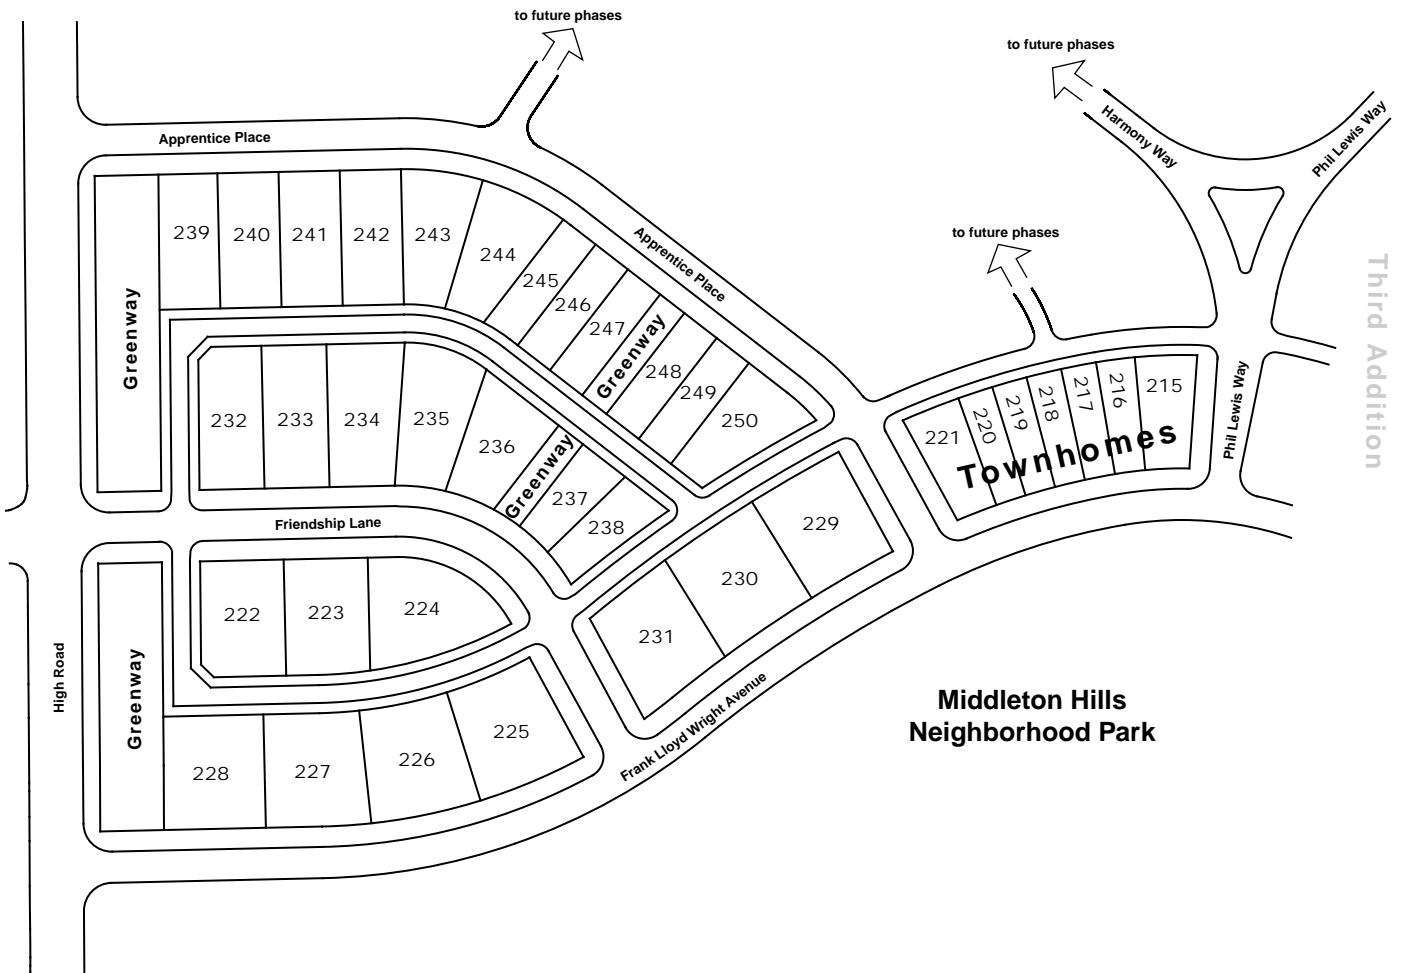 to future phases
to future phases
Harmony Way
Phil Lewis Way
Apprentice Place
Apprentice Place
to future phases
Third Addition
239
240
241
242
243
244
245
246
247
Greenway
248
249
250
Greenway
232
233
234
235
236
Greenway
237
238
221
220
219
218
217
216
215
Townhomes
Phil Lewis Way
Friendship Lane
229
230
231
222
223
224
High Road
Greenway
228
227
226
225
Frank Lloyd Wright Avenue
Middleton Hills
Neighborhood Park